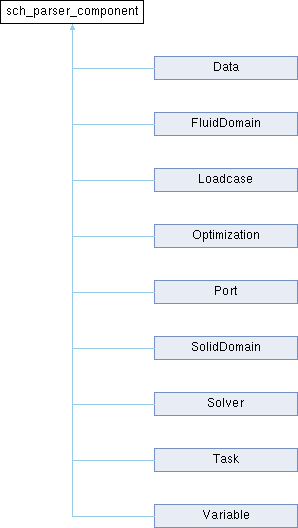 sch_parser_component
Data
FluidDomain
Loadcase
Optimization
Port
SolidDomain
Solver
Task
Variable